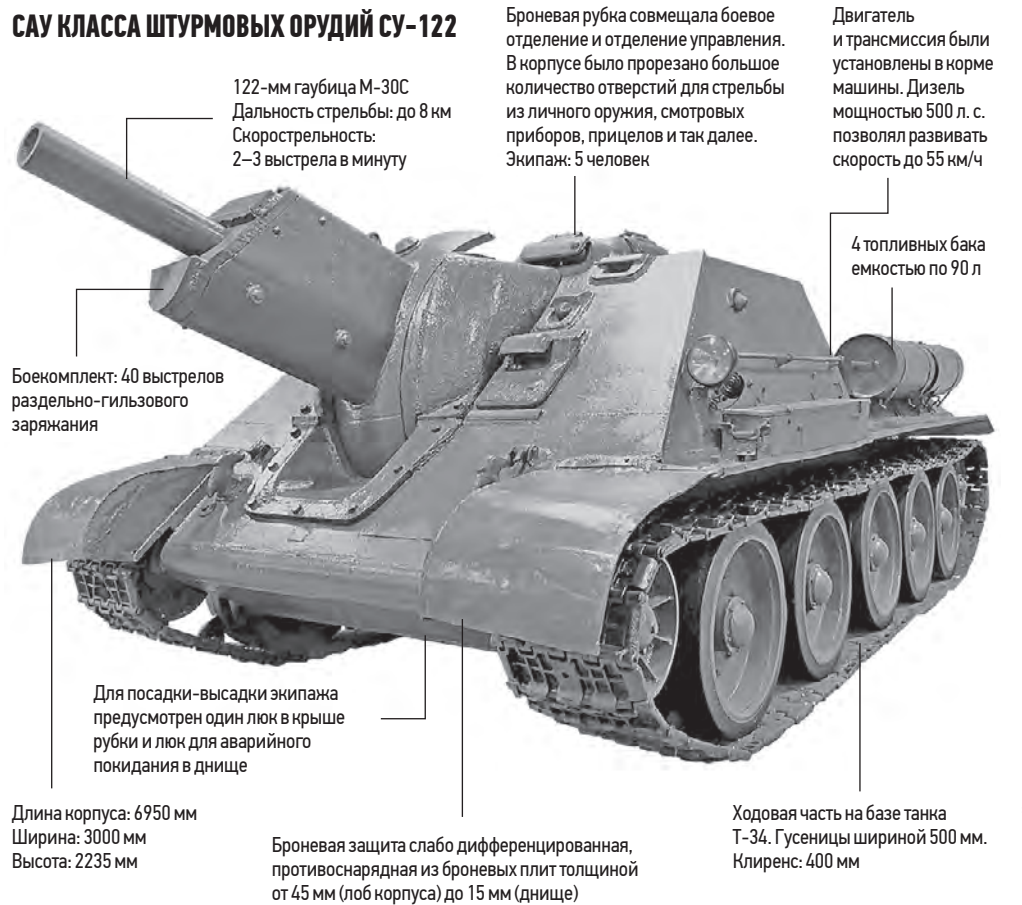 САУ КЛАССА ШТУРМОВЫХ ОРУДИЙ СУ-122
122-мм гаубица М-30С
Дальность стрельбы: до 8 км
Скорострельность:
2–3 выстрела в минуту
Броневая рубка совмещала боевое
отделение и отделение управления.
В корпусе было прорезано большое
количество отверстий для стрельбы
из личного оружия, смотровых
приборов, прицелов и так далее.
Экипаж: 5 человек
Двигатель
и трансмиссия были
установлены в корме
машины. Дизель
мощностью 500 л. с.
позволял развивать
скорость до 55 км/ч
4 топливных бака
емкостью по 90 л
Боекомплект: 40 выстрелов
раздельно-гильзового
заряжания
Для посадки-высадки экипажа
предусмотрен один люк в крыше
рубки и люк для аварийного
покидания в днище
Длина корпуса: 6950 мм
Ширина: 3000 мм
Высота: 2235 мм
Броневая защита слабо дифференцированная,
противоснарядная из броневых плит толщиной
от 45 мм (лоб корпуса) до 15 мм (днище)
Ходовая часть на базе танка
Т-34. Гусеницы шириной 500 мм.
Клиренс: 400 мм